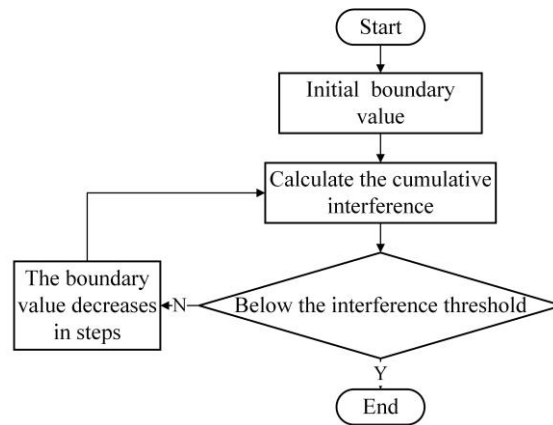 Start
Initial boundary
value
Calculate the cumulative
interference
The boundary
value decreases
in steps
N
Below the interference threshold
Y
End